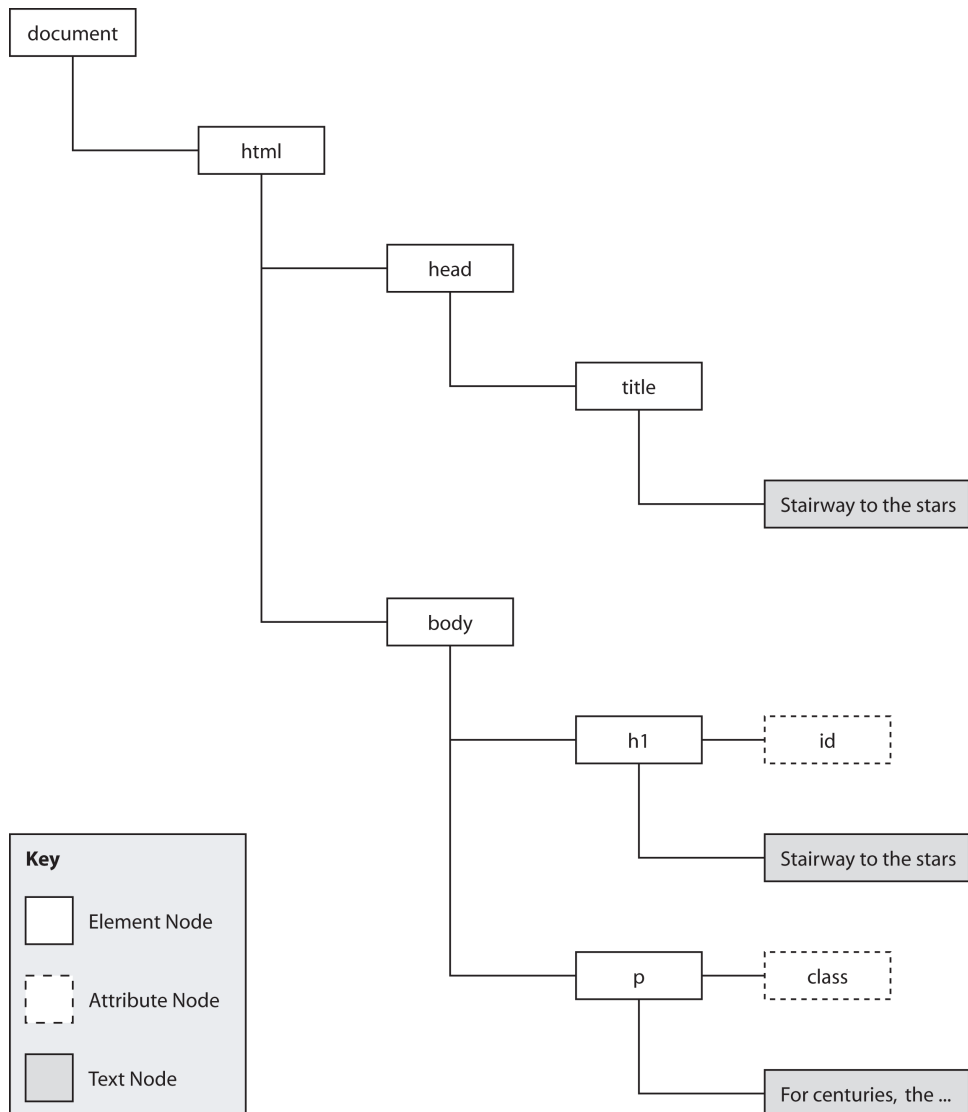 document
html
head
title
Stairway to the stars
body
h1
id
Stairway to the stars
p
class
For centuries, the ...
Key
Element Node
Attribute Node
Text Node